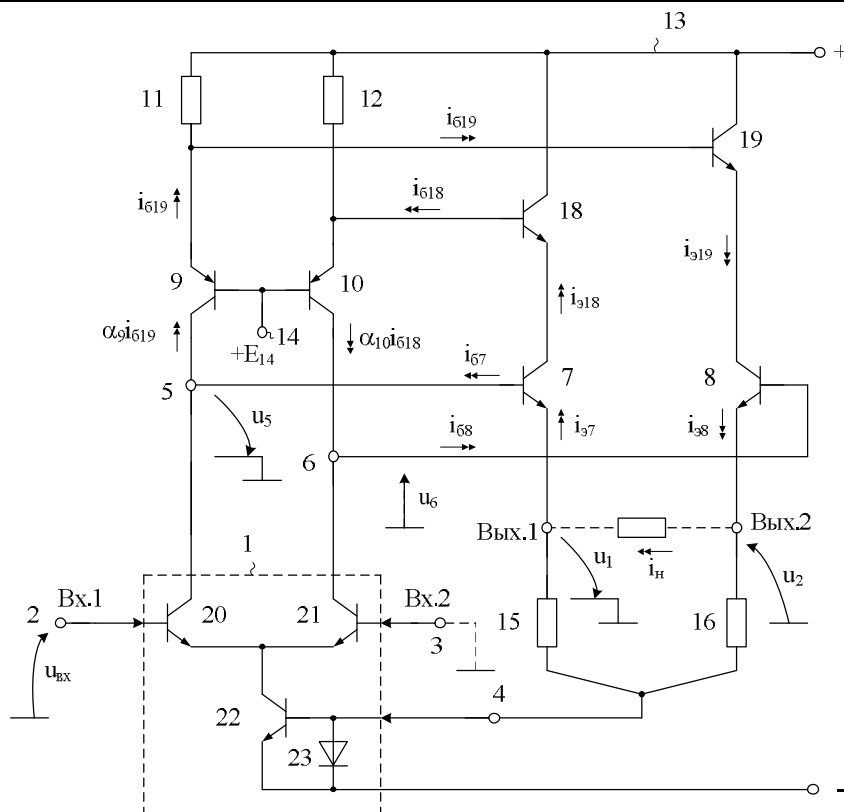 13
+
11
12
iб19
19
iб19
iб18
18
9
10
iэ19
iэ18
α9iб19
14
+E14
α10iб18
iб7
7
8
5
u5
iб8
iэ7
iэ8
6
u6
1
Вых.1
Вых.2
u1
iн
u2
2
Вх.1
20
21
Вх.2
3
15
16
uвх
22
4
23
-